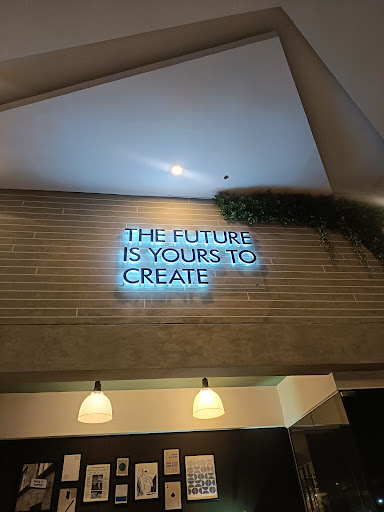 THE FUTURE
IS YOURS TO
CREATE